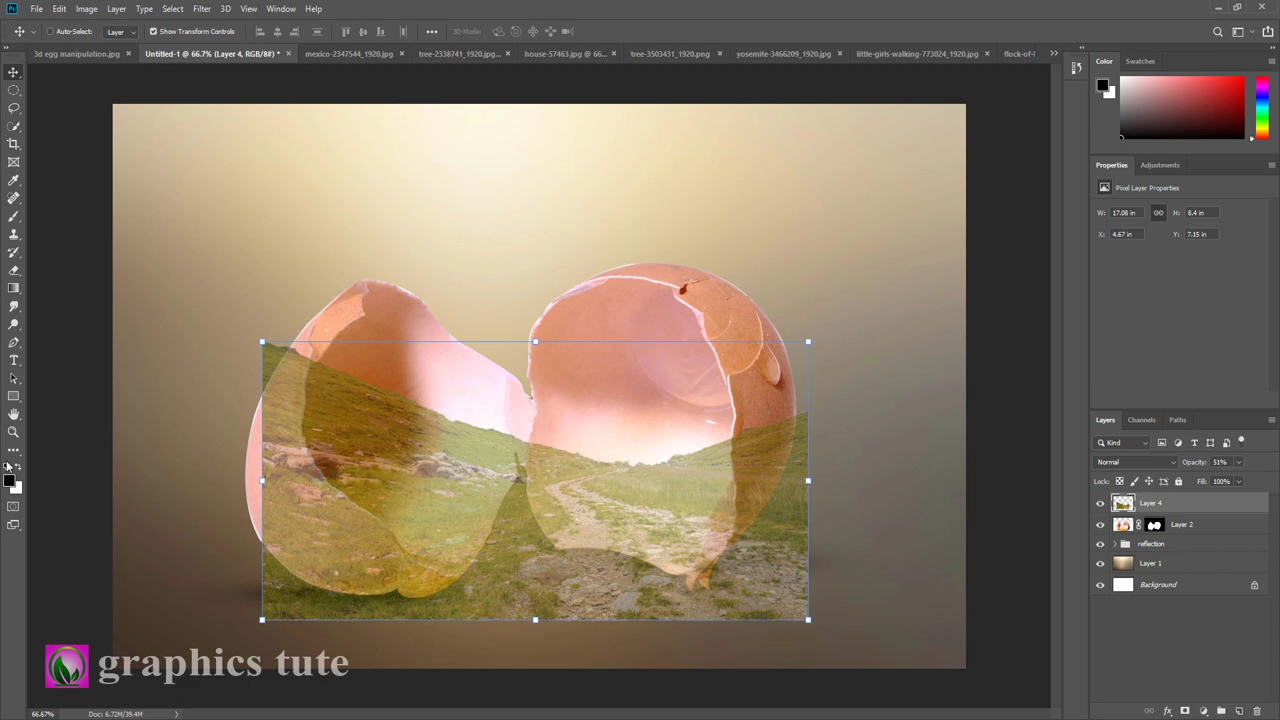 Ps File Edit Image Layer Type Select Filter 3D View Window Help
Auto-Select: Layer Show Transform Controls 3D Mode:
3d egg manipulation.jpg × Untitled-1 @ 66.7% (Layer 4, RGB/8#) * × mexico-2347544_1920.jpg × tree-2338741_1920.jpg... × house-57463.jpg @ 66... × tree-3503431_1920.png × yosemite-3466209_1920.jpg × little-girls-walking-773024_1920.jpg ×
Color Swatches
Properties Adjustments
Pixel Layer Properties
W: 17.08 in H: 8.4 in
X: 4.67 in Y: 7.15 in
Layers Channels Paths
Kind
Normal Opacity: 51%
Lock: Fill: 100%
Layer 4
Layer 2
reflection
Layer 1
Background
graphics tute
66.67% Doc: 6.72M/39.4M